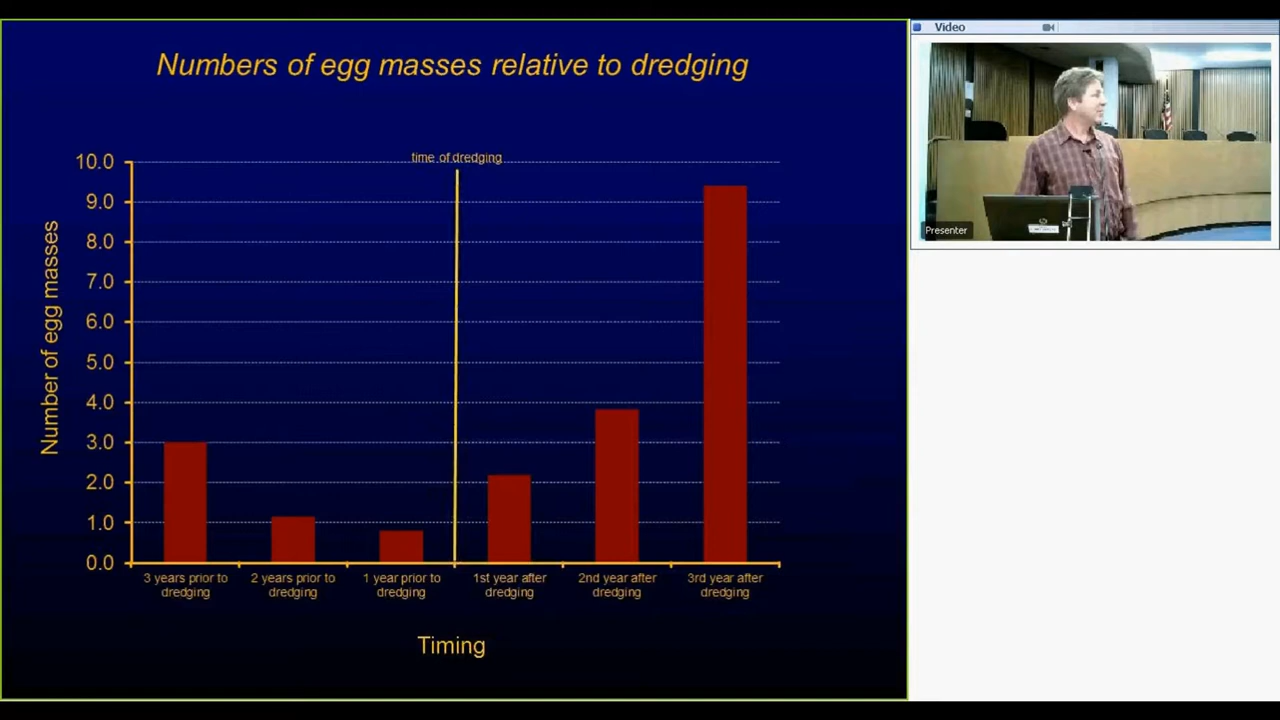 Numbers of egg masses relative to dredging
time of dredging
10.0
9.0
8.0
7.0
6.0
5.0
4.0
3.0
2.0
1.0
0.0
Number of egg masses
3 years prior to
dredging
2 years prior to
dredging
1 year prior to
dredging
1st year after
dredging
2nd year after
dredging
3rd year after
dredging
Timing
Video
Presenter